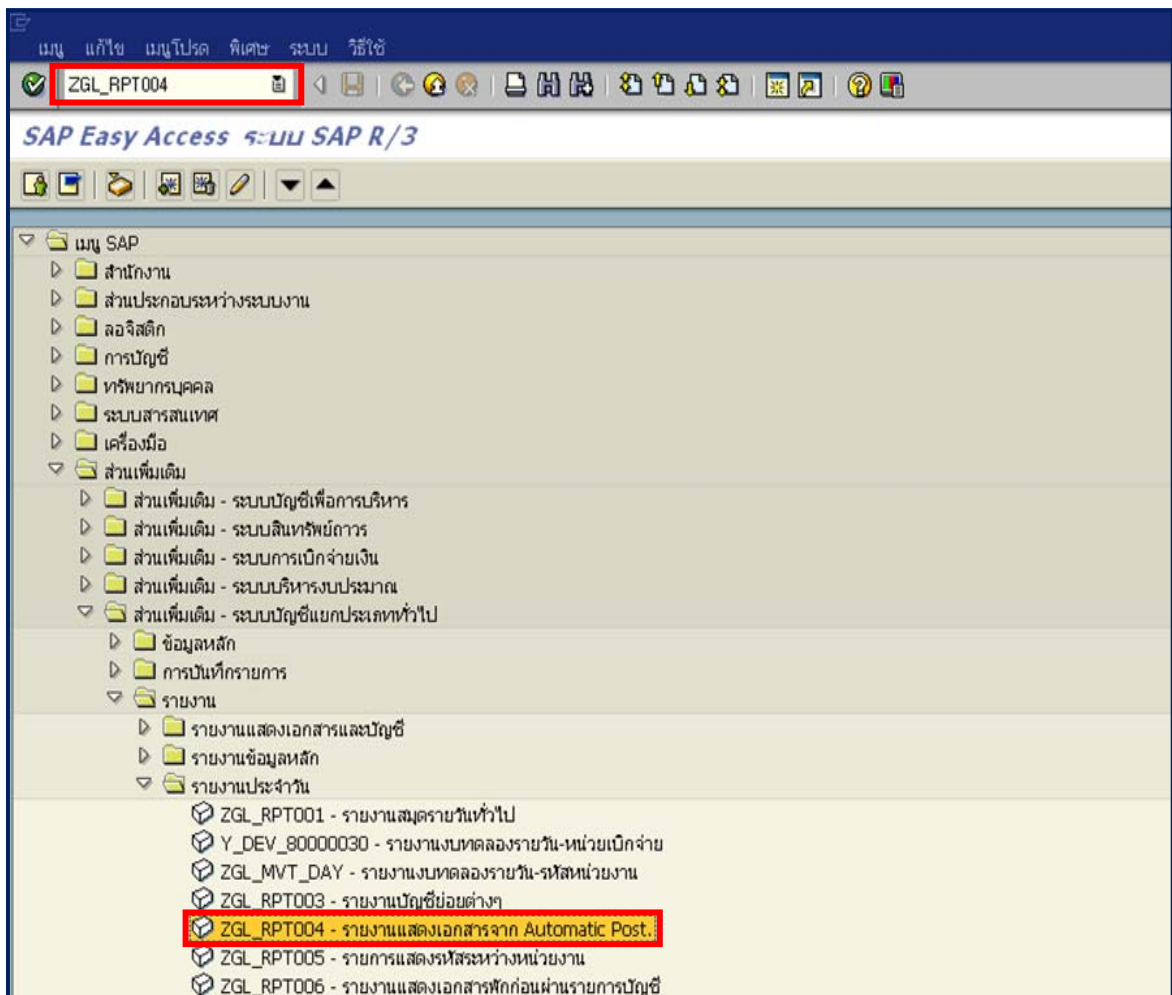 เมนู แก้ไข เมนูโปรด พิเศษ ระบบ วิธีใช้
ZGL_RPT004
SAP Easy Access ระบบ SAP R/3
เมนู SAP
สำนักงาน
ส่วนประกอบระหว่างระบบงาน
ลอจิสติก
การบัญชี
ทรัพยากรบุคคล
ระบบสารสนเทศ
เครื่องมือ
ส่วนเพิ่มเติม
ส่วนเพิ่มเติม - ระบบบัญชีเพื่อการบริหาร
ส่วนเพิ่มเติม - ระบบสินทรัพย์ถาวร
ส่วนเพิ่มเติม - ระบบการเบิกจ่ายเงิน
ส่วนเพิ่มเติม - ระบบบริหารงบประมาณ
ส่วนเพิ่มเติม - ระบบบัญชีแยกประเภททั่วไป
ข้อมูลหลัก
การบันทึกรายการ
รายงาน
รายงานแสดงเอกสารและบัญชี
รายงานข้อมูลหลัก
รายงานประจำวัน
ZGL_RPT001 - รายงานสมุดรายวันทั่วไป
Y_DEV_80000030 - รายงานงบทดลองรายวัน-หน่วยเบิกจ่าย
ZGL_MVT_DAY - รายงานงบทดลองรายวัน-รหัสหน่วยงาน
ZGL_RPT003 - รายงานบัญชีย่อยต่างๆ
ZGL_RPT004 - รายงานแสดงเอกสารจาก Automatic Post.
ZGL_RPT005 - รายการแสดงรหัสระหว่างหน่วยงาน
ZGL_RPT006 - รายงานแสดงเอกสารพักก่อนผ่านรายการบัญชี